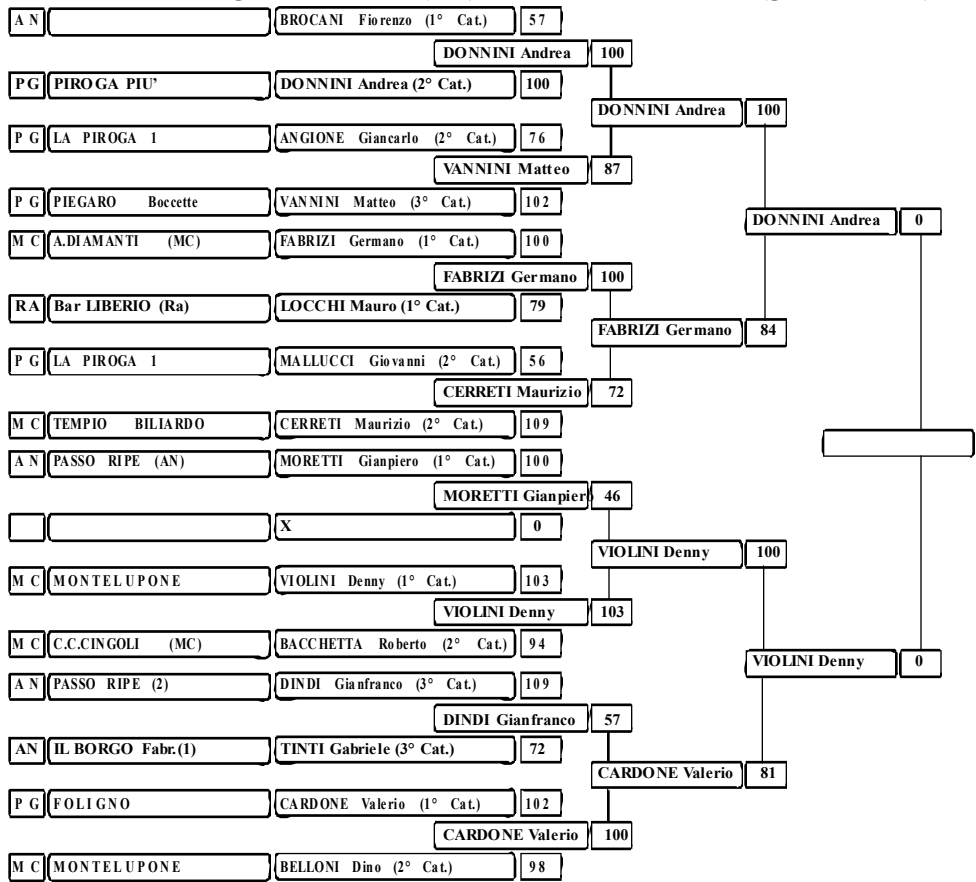 A N BROCANI Fiorenzo (1° Cat.) 57
DONNINI Andrea 100
P G PIROGA PIU’ DONNINI Andrea (2° Cat.) 100
DONNINI Andrea 100
P G LA PIROGA 1 ANGIONE Giancarlo (2° Cat.) 76
VANNINI Matteo 87
P G PIEGARO Boccette VANNINI Matteo (3° Cat.) 102
DONNINI Andrea 0
M C A.DIAMANTI (MC) FABRIZI Germano (1° Cat.) 100
FABRIZI Germano 100
RA Bar LIBERIO (Ra) LOCCHI Mauro (1° Cat.) 79
FABRIZI Germano 84
P G LA PIROGA 1 MALLUCCI Giovanni (2° Cat.) 56
CERRETI Maurizio 72
M C TEMPIO BILIARDO CERRETI Maurizio (2° Cat.) 109
A N PASSO RIPE (AN) MORETTI Gianpiero (1° Cat.) 100
MORETTI Gianpiero 46
X 0
VIOLINI Denny 100
M C MONTELUPONE VIOLINI Denny (1° Cat.) 103
VIOLINI Denny 103
M C C.C.CINGOLI (MC) BACCHETTA Roberto (2° Cat.) 94
VIOLINI Denny 0
A N PASSO RIPE (2) DINDI Gianfranco (3° Cat.) 109
DINDI Gianfranco 57
AN IL BORGO Fabr.(1) TINTI Gabriele (3° Cat.) 72
CARDONE Valerio 81
P G FOLIGNO CARDONE Valerio (1° Cat.) 102
CARDONE Valerio 100
M C MONTELUPONE BELLONI Dino (2° Cat.) 98